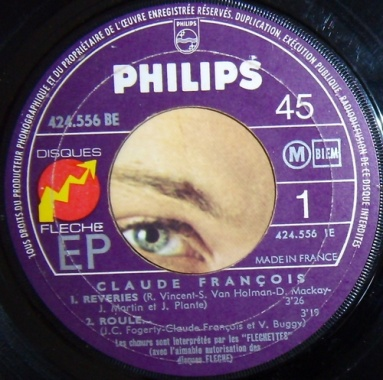 TOUS DROITS DU PRODUCTEUR PHONOGRAPHIQUE ET DU PROPRIÉTAIRE DE L'ŒUVRE ENREGISTRÉE RÉSERVÉS. DUPLICATION, EXÉCUTION PUBLIQUE, RADIODIFFUSION DE CE DISQUE INTERDITES
PHILIPS
PHILIPS
424.556 BE
45
DISQUES
FLECHE
EP
M BIEM
1
424.556 1E
MADE IN FRANCE
CLAUDE FRANÇOIS
1. REVERIES (R. Vincent-S. Van Holman-D. Mackay-
J. Martin et J. Plante) 3'26
2. ROULE... 3'19
(J.C. Fogerty-Claude François et V. Buggy)
Les chœurs sont interprétés par les "FLECHETTES"
(avec l'aimable autorisation des
disques FLECHE)